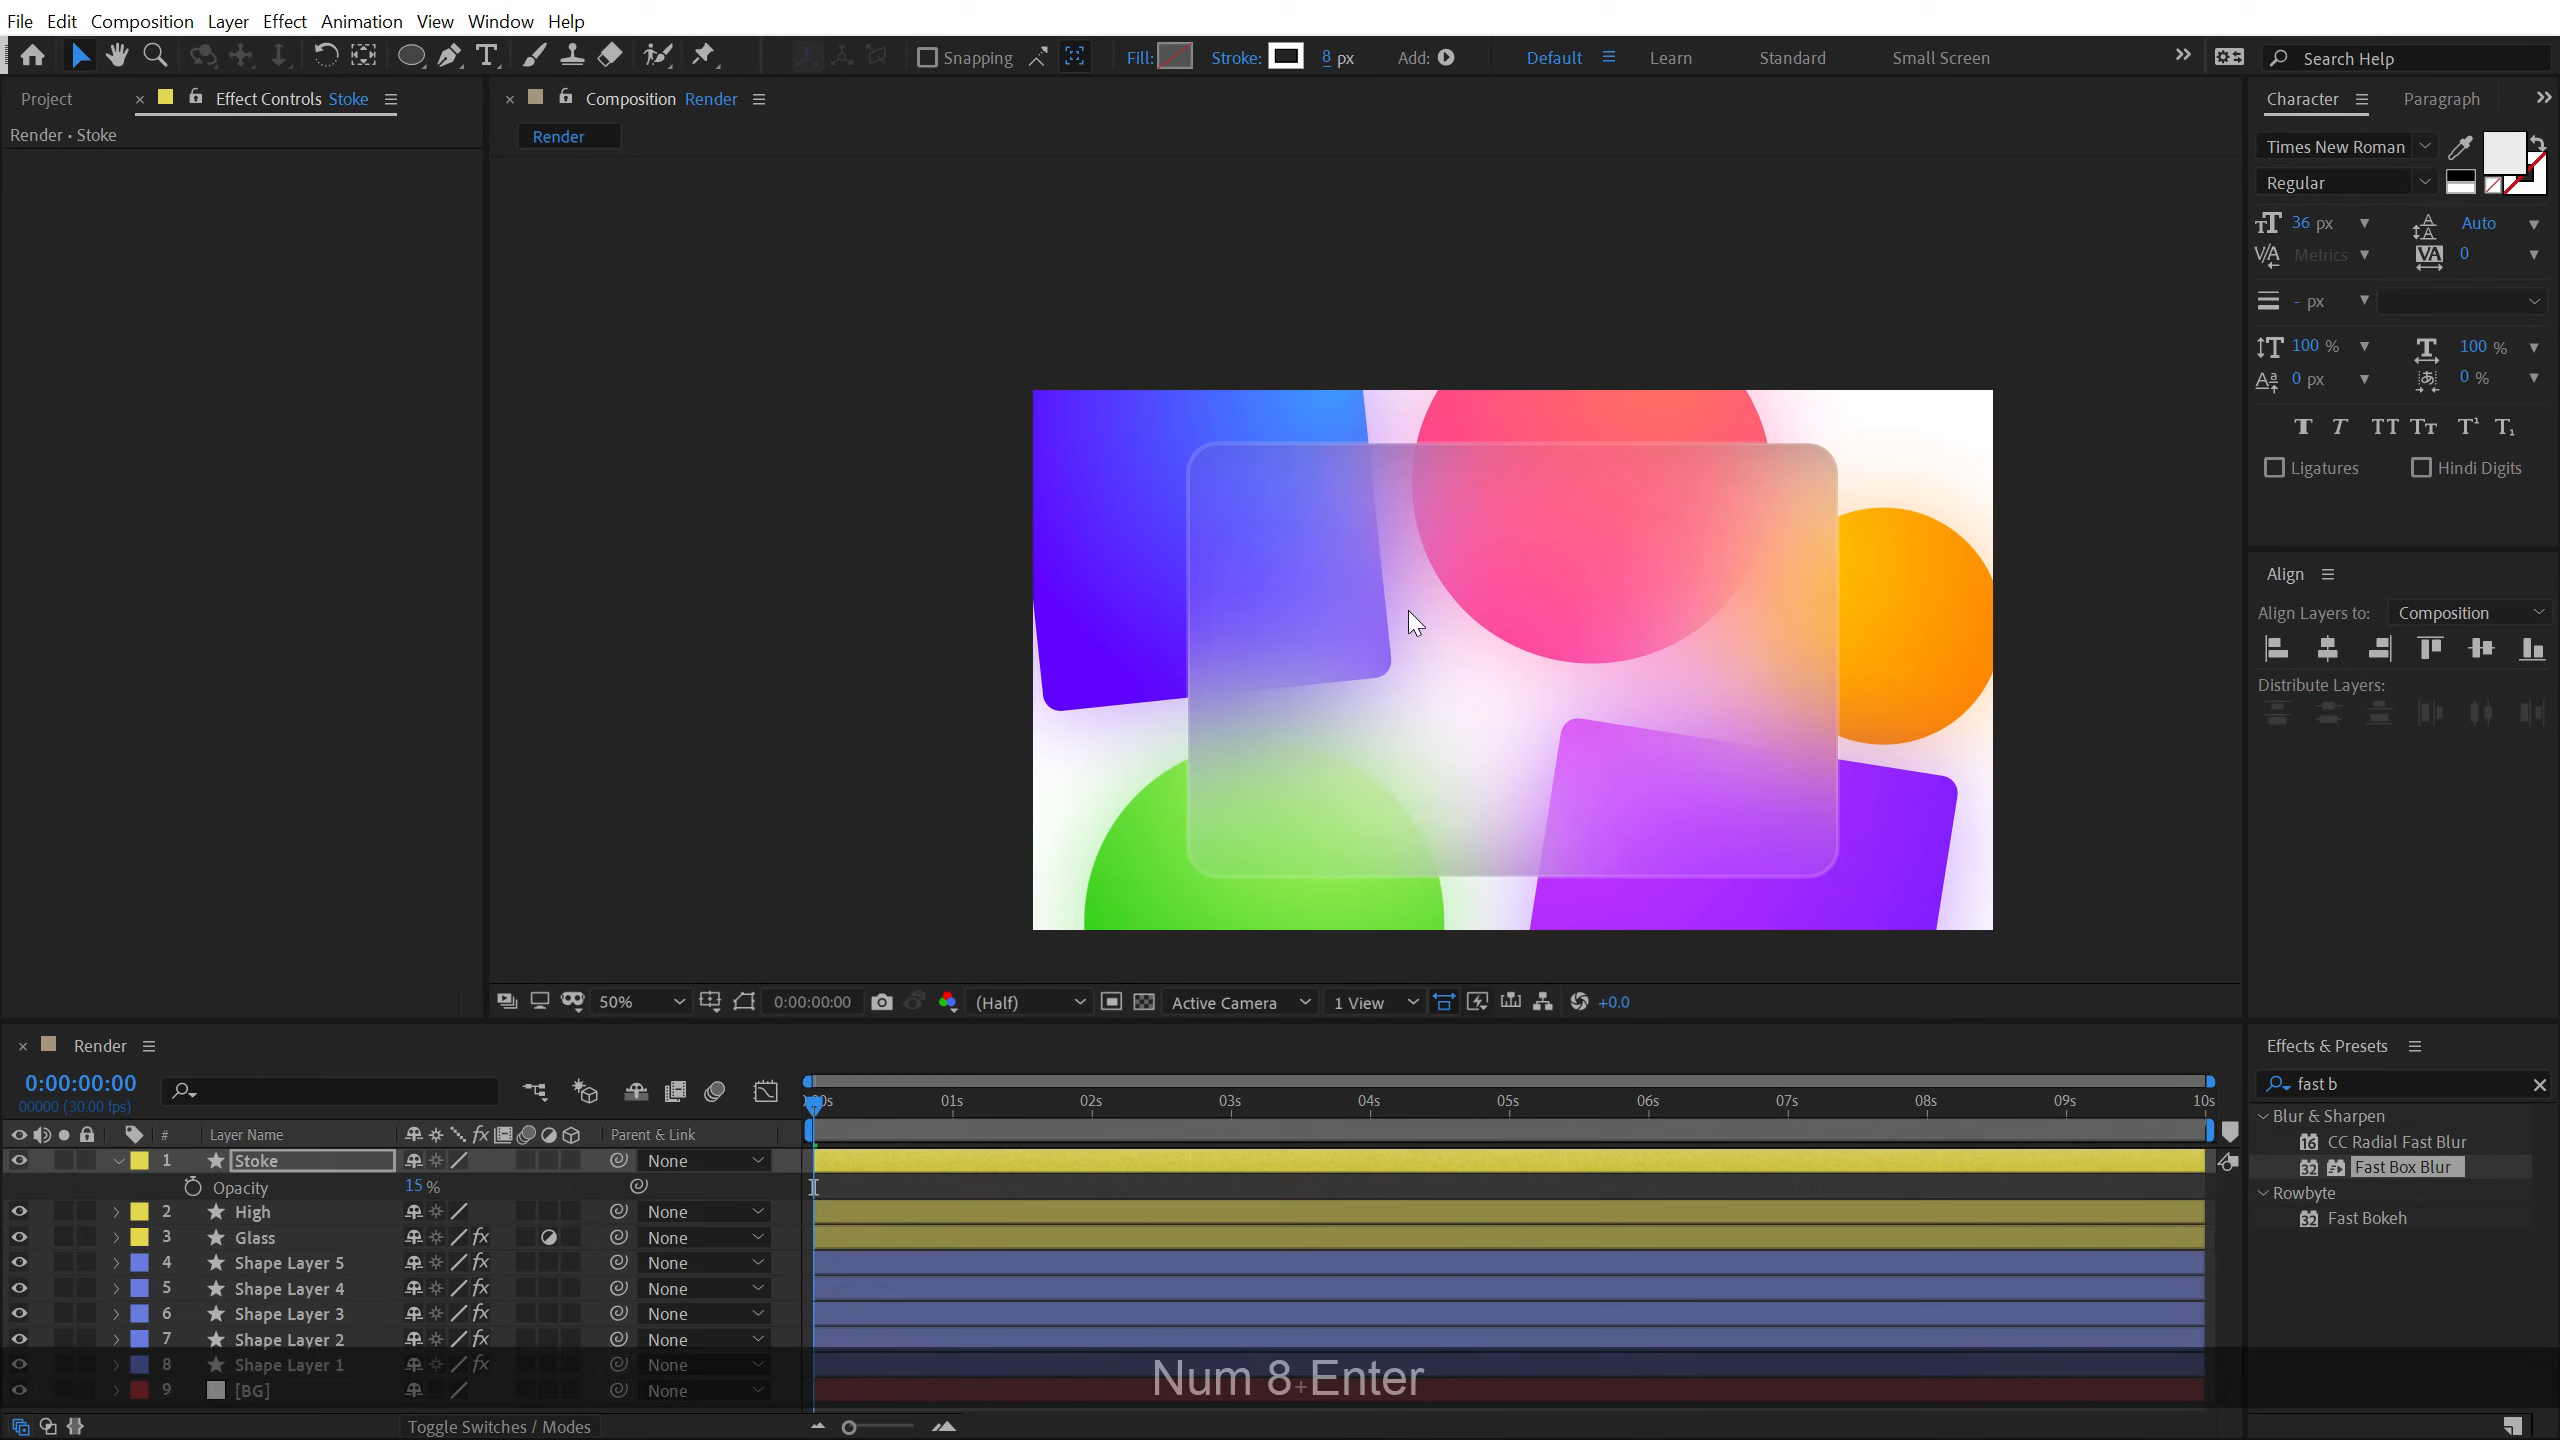 File Edit Composition Layer Effect Animation View Window Help
Snapping Fill: Stroke: 8 px Add: Default Learn Standard Small Screen Search Help
Project Effect Controls Stoke Composition Render Character Paragraph
Render • Stoke
Render
Times New Roman
Regular
36 px Auto
Metrics 0
- px
100 % 100 %
0 px 0 %
Ligatures Hindi Digits
Align
Align Layers to: Composition
Distribute Layers:
50% 0:00:00:00 (Half) Active Camera 1 View +0.0
Render
Effects & Presets
0:00:00:00
00000 (30.00 fps)
fast b
01s 02s 03s 04s 05s 06s 07s 08s 09s 10s
Blur & Sharpen
# Layer Name Parent & Link
CC Radial Fast Blur
1 Stoke None
Fast Box Blur
Opacity 15 %
Rowbyte
2 High None
Fast Bokeh
3 Glass None
4 Shape Layer 5 None
5 Shape Layer 4 None
6 Shape Layer 3 None
7 Shape Layer 2 None
8 Shape Layer 1 None
9 [BG] None
Num 8+Enter
Toggle Switches / Modes